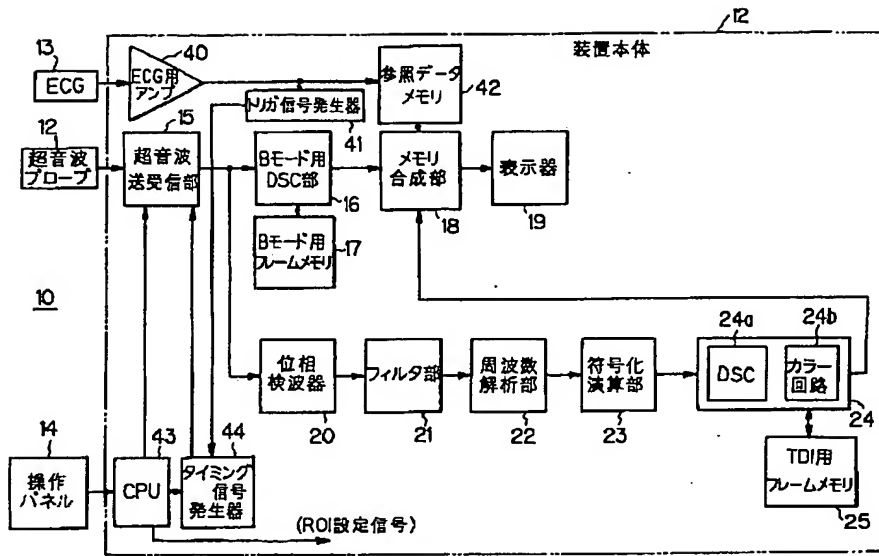 12
装置本体
13
ECG
40
ECG用
アンプ
参照データ
メモリ
42
トリガ信号発生器
41
12
超音波
プローブ
15
超音波
送受信部
Bモード用
DSC部
16
メモリ
合成部
18
表示器
19
Bモード用
フレームメモリ
17
10
位相
検波器
20
フィルタ部
21
周波数
解析部
22
符号化
演算部
23
24a
DSC
24b
カラー
回路
24
TDI用
フレームメモリ
25
14
操作
パネル
43
CPU
44
タイミング
信号
発生器
(ROI設定信号)